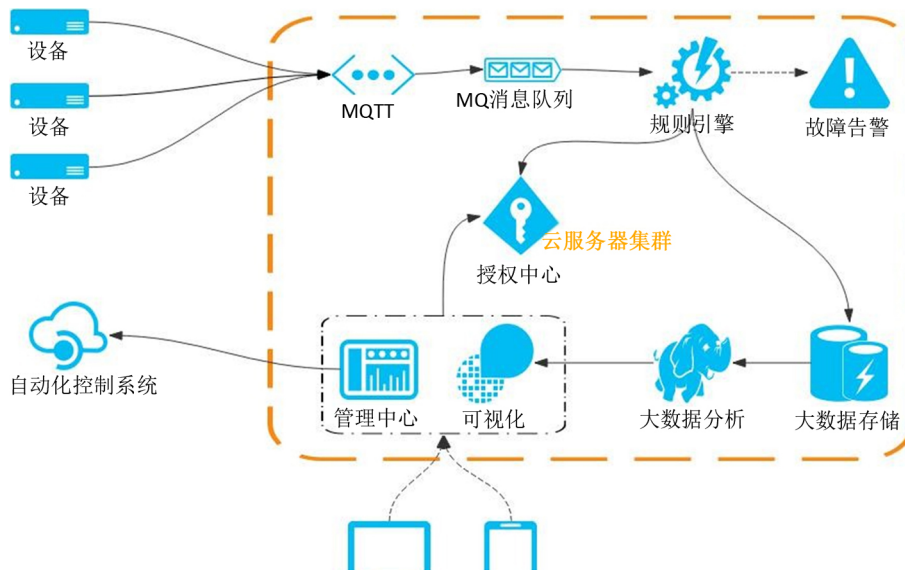 设备
设备
设备
MQTT
MQ消息队列
规则引擎
故障告警
云服务器集群
授权中心
自动化控制系统
管理中心
可视化
大数据分析
大数据存储